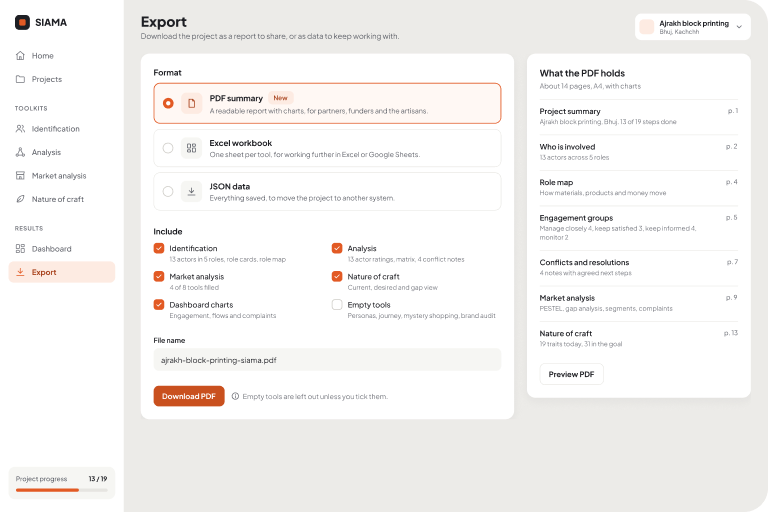 SIAMA
Home
Projects
TOOLKITS
Identification
Analysis
Market analysis
Nature of craft
RESULTS
Dashboard
Export
Project progress 13 / 19
Export
Download the project as a report to share, or as data to keep working with.
Ajrakh block printing
Bhuj, Kachchh
Format
PDF summary New
A readable report with charts, for partners, funders and the artisans.
Excel workbook
One sheet per tool, for working further in Excel or Google Sheets.
JSON data
Everything saved, to move the project to another system.
Include
Identification
13 actors in 5 roles, role cards, role map
Analysis
13 actor ratings, matrix, 4 conflict notes
Market analysis
4 of 8 tools filled
Nature of craft
Current, desired and gap view
Dashboard charts
Engagement, flows and complaints
Empty tools
Personas, journey, mystery shopping, brand audit
File name
ajrakh-block-printing-siama.pdf
Download PDF
Empty tools are left out unless you tick them.
What the PDF holds
About 14 pages, A4, with charts
Project summary p. 1
Ajrakh block printing, Bhuj. 13 of 19 steps done
Who is involved p. 2
13 actors across 5 roles
Role map p. 4
How materials, products and money move
Engagement groups p. 5
Manage closely 4, keep satisfied 3, keep informed 4,
monitor 2
Conflicts and resolutions p. 7
4 notes with agreed next steps
Market analysis p. 9
PESTEL, gap analysis, segments, complaints
Nature of craft p. 13
19 traits today, 31 in the goal
Preview PDF